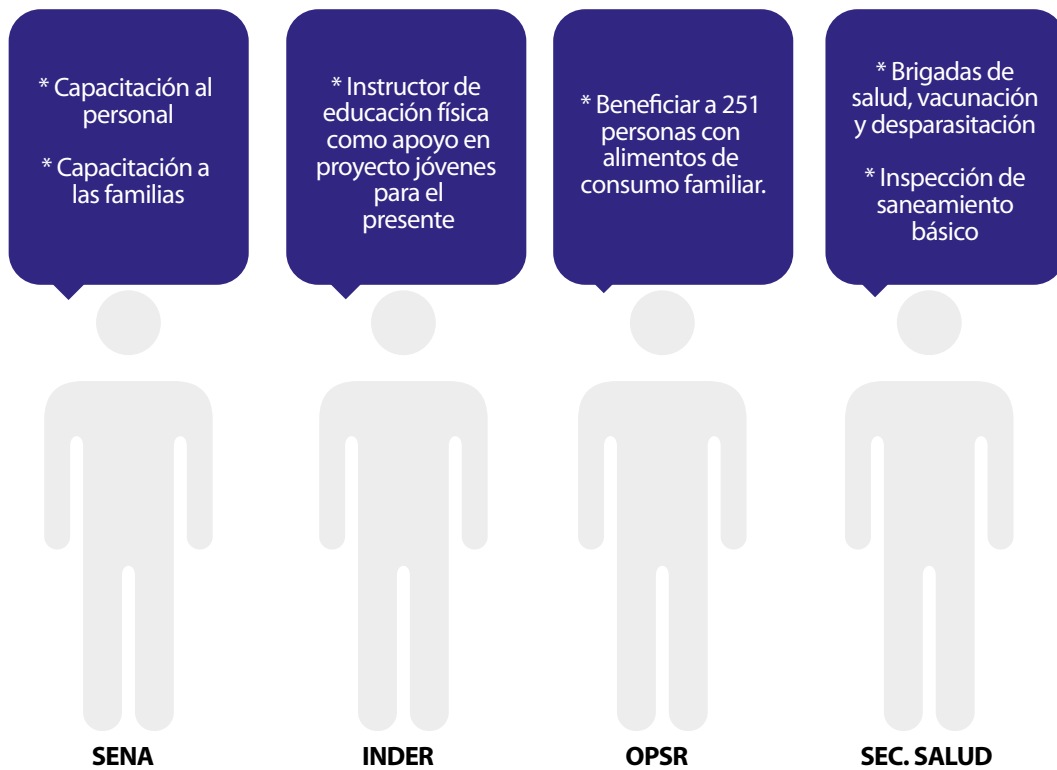 * Capacitación al
personal
* Capacitación a
las familias
* Instructor de
educación física
como apoyo en
proyecto jóvenes
para el
presente
* Beneficiar a 251
personas con
alimentos de
consumo familiar.
* Brigadas de
salud, vacunación
y desparasitación
* Inspección de
saneamiento
básico
SENA
INDER
OPSR
SEC. SALUD